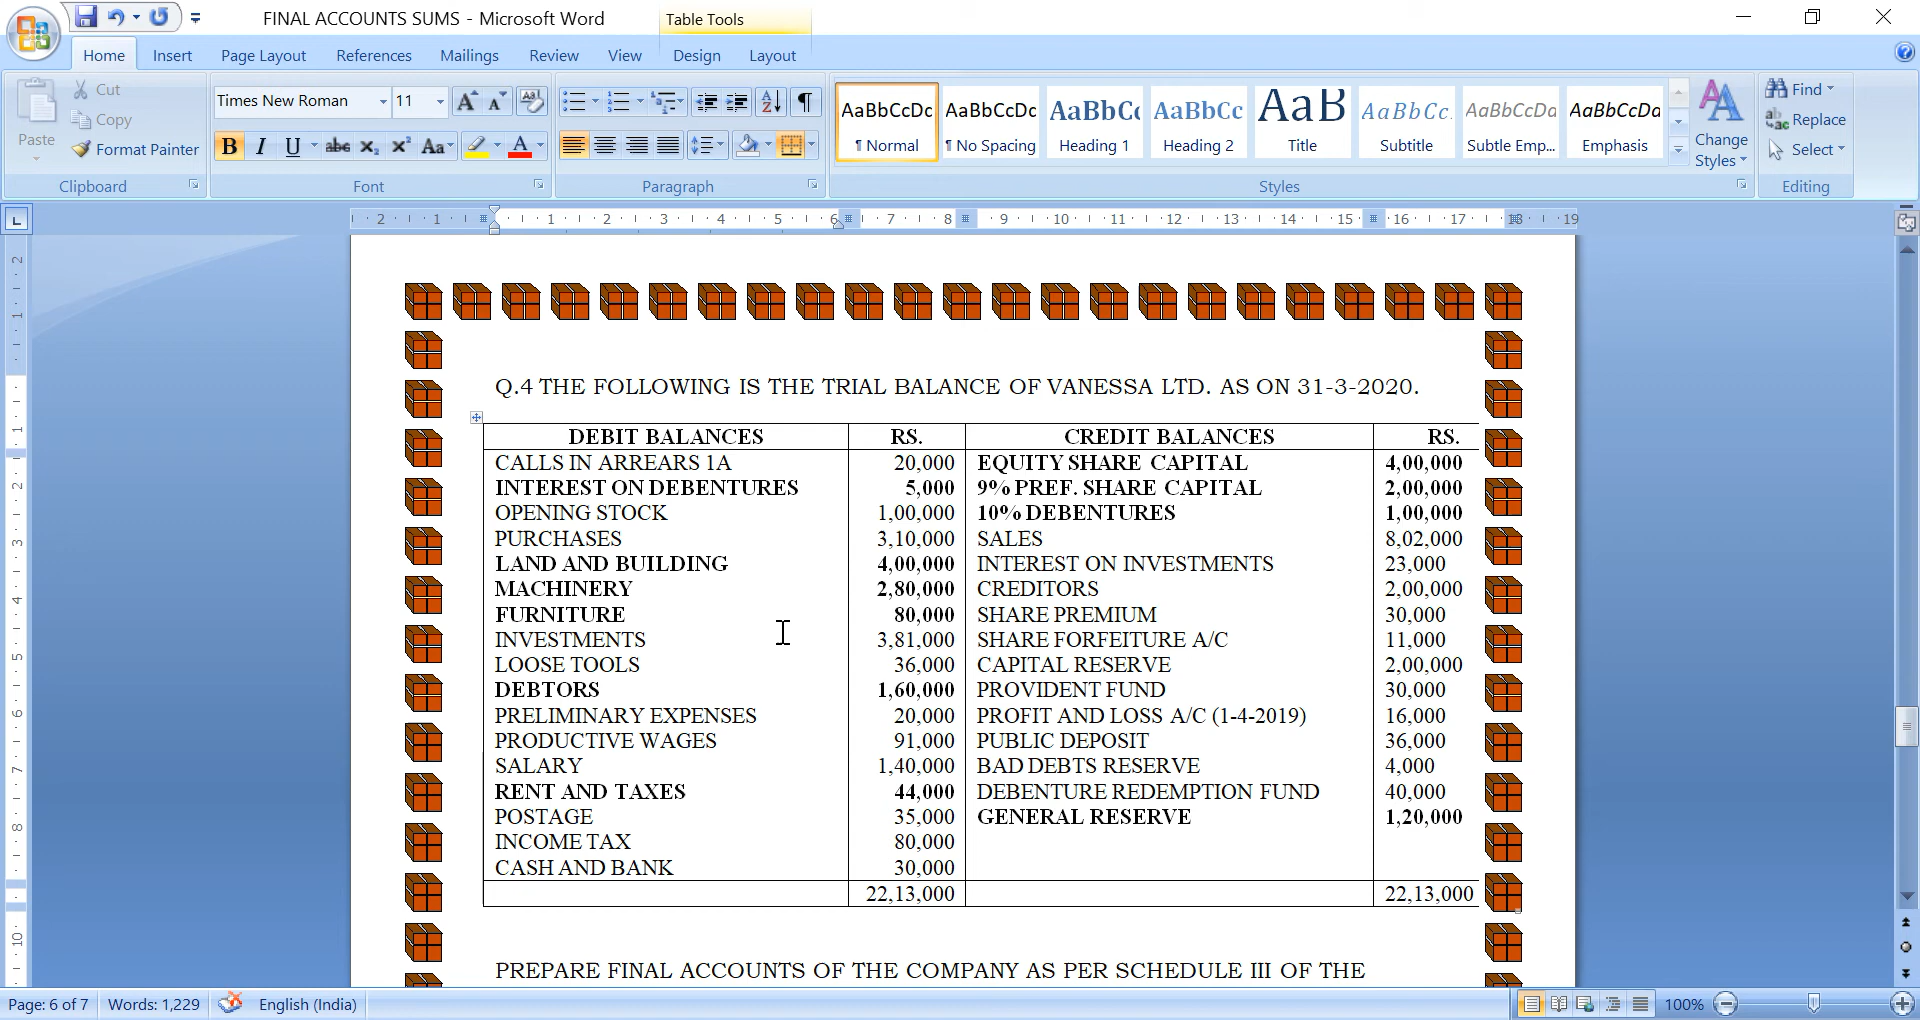 FINAL ACCOUNTS SUMS - Microsoft Word
Table Tools
Home Insert Page Layout References Mailings Review View Design Layout
Paste
Cut
Copy
Format Painter
Clipboard
Times New Roman 11
Font
Paragraph
AaBbCcDc AaBbCcDc AaBbC AaBbCc AaB AaBbCc. AaBbCcDa AaBbCcDa
¶ Normal ¶ No Spacing Heading 1 Heading 2 Title Subtitle Subtle Emp... Emphasis
Styles
Change Styles
Find
Replace
Select
Editing
Q.4 THE FOLLOWING IS THE TRIAL BALANCE OF VANESSA LTD. AS ON 31-3-2020.
DEBIT BALANCES RS. CREDIT BALANCES RS.
CALLS IN ARREARS 1A 20,000 EQUITY SHARE CAPITAL 4,00,000
INTEREST ON DEBENTURES 5,000 9% PREF. SHARE CAPITAL 2,00,000
OPENING STOCK 1,00,000 10% DEBENTURES 1,00,000
PURCHASES 3,10,000 SALES 8,02,000
LAND AND BUILDING 4,00,000 INTEREST ON INVESTMENTS 23,000
MACHINERY 2,80,000 CREDITORS 2,00,000
FURNITURE 80,000 SHARE PREMIUM 30,000
INVESTMENTS 3,81,000 SHARE FORFEITURE A/C 11,000
LOOSE TOOLS 36,000 CAPITAL RESERVE 2,00,000
DEBTORS 1,60,000 PROVIDENT FUND 30,000
PRELIMINARY EXPENSES 20,000 PROFIT AND LOSS A/C (1-4-2019) 16,000
PRODUCTIVE WAGES 91,000 PUBLIC DEPOSIT 36,000
SALARY 1,40,000 BAD DEBTS RESERVE 4,000
RENT AND TAXES 44,000 DEBENTURE REDEMPTION FUND 40,000
POSTAGE 35,000 GENERAL RESERVE 1,20,000
INCOME TAX 80,000
CASH AND BANK 30,000
22,13,000 22,13,000
PREPARE FINAL ACCOUNTS OF THE COMPANY AS PER SCHEDULE III OF THE
Page: 6 of 7 Words: 1,229 English (India) 100%